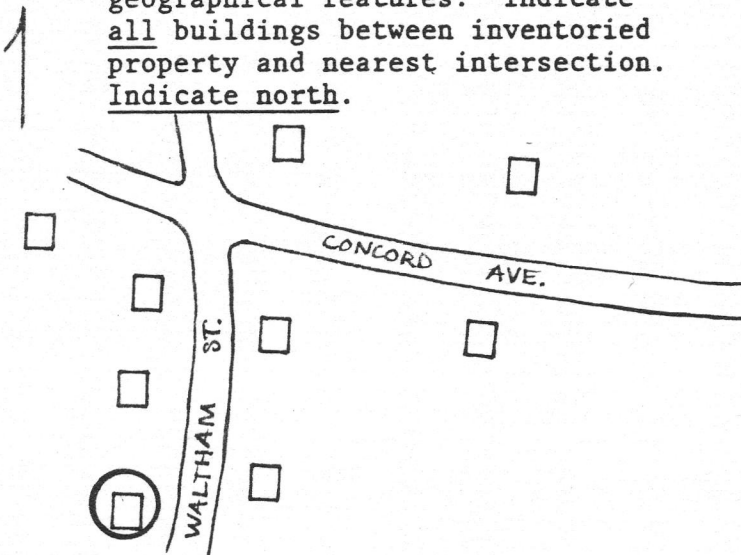 geographical features. Indicate
all buildings between inventoried
property and nearest intersection.
Indicate north.
CONCORD AVE.
WALTHAM ST.